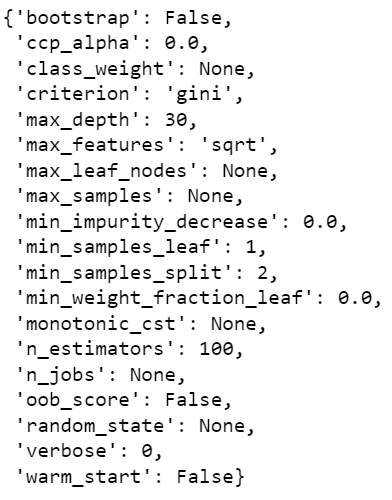 {'bootstrap': False,
'ccp_alpha': 0.0,
'class_weight': None,
'criterion': 'gini',
'max_depth': 30,
'max_features': 'sqrt',
'max_leaf_nodes': None,
'max_samples': None,
'min_impurity_decrease': 0.0,
'min_samples_leaf': 1,
'min_samples_split': 2,
'min_weight_fraction_leaf': 0.0,
'monotonic_cst': None,
'n_estimators': 100,
'n_jobs': None,
'oob_score': False,
'random_state': None,
'verbose': 0,
'warm_start': False}